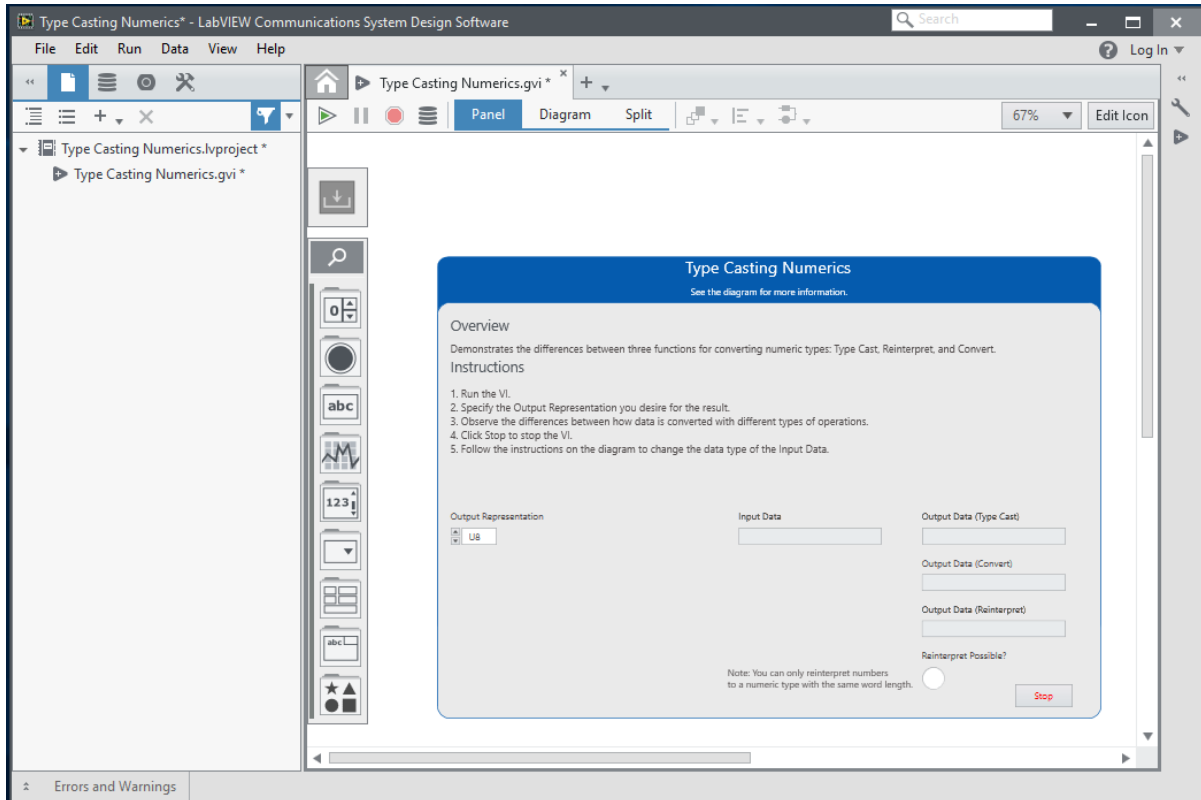 Type Casting Numerics* - LabVIEW Communications System Design Software
Search
File Edit Run Data View Help
Log In
Type Casting Numerics.gvi *
Panel Diagram Split
67%
Edit Icon
Type Casting Numerics.lvproject *
Type Casting Numerics.gvi *
0
abc
123
abc
Type Casting Numerics
See the diagram for more information.
Overview
Demonstrates the differences between three functions for converting numeric types: Type Cast, Reinterpret, and Convert.
Instructions
1. Run the VI.
2. Specify the Output Representation you desire for the result.
3. Observe the differences between how data is converted with different types of operations.
4. Click Stop to stop the VI.
5. Follow the instructions on the diagram to change the data type of the Input Data.
Output Representation
U8
Input Data
Output Data (Type Cast)
Output Data (Convert)
Output Data (Reinterpret)
Reinterpret Possible?
Note: You can only reinterpret numbers
to a numeric type with the same word length.
Stop
Errors and Warnings